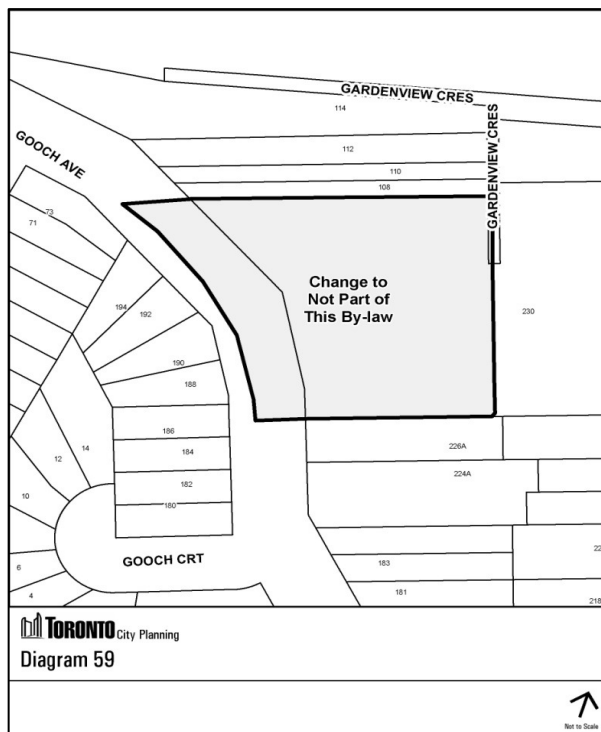 GARDENVIEW CRES
114
GARDENVIEW CRES
GOOCH AVE
112
110
108
73
71
Change to
Not Part of
This By-law
194
192
230
190
188
186
184
182
180
14
12
10
226A
224A
GOOCH CRT
6
4
183
181
22
218
TORONTO City Planning
Diagram 59
Not to Scale